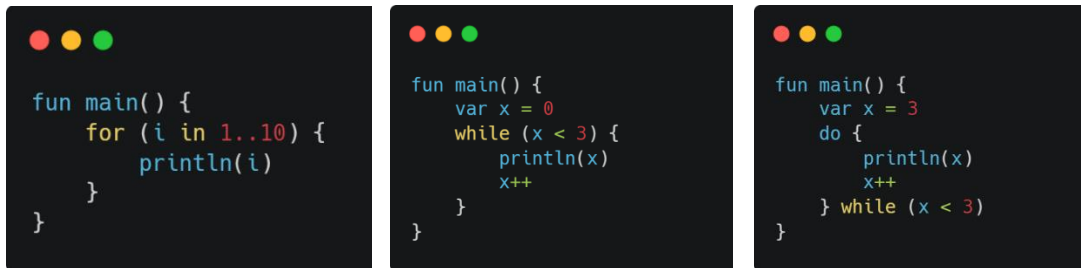 fun main() {
    for (i in 1..10) {
        println(i)
    }
}
fun main() {
    var x = 0
    while (x < 3) {
        println(x)
        x++
    }
}
fun main() {
    var x = 3
    do {
        println(x)
        x++
    } while (x < 3)
}